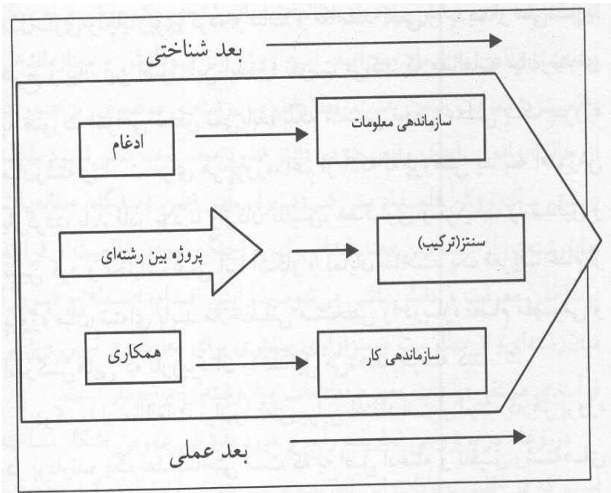 بعد شناختی
ادغام
سازماندهی معلومات
پروژه بین رشته‌ای
سنتز(ترکیب)
همکاری
سازماندهی کار
بعد عملی